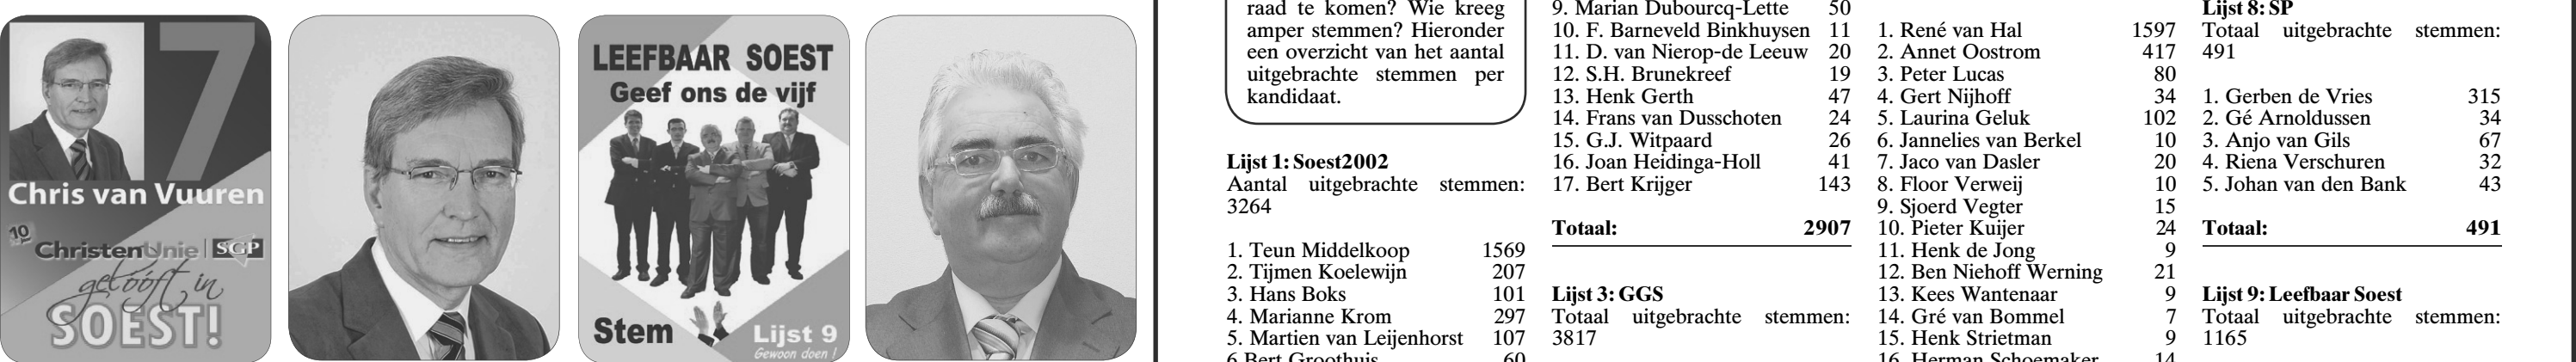 7
Chris van Vuuren
10
ChristenUnie | SGP
gelóóft in
SOEST!
LEEFBAAR SOEST
Geef ons de vijf
Stem
Lijst 9
Gewoon doen !
raad te komen? Wie kreeg
amper stemmen? Hieronder
een overzicht van het aantal
uitgebrachte stemmen per
kandidaat.
Lijst 1: Soest2002
Aantal uitgebrachte stemmen:
3264
1. Teun Middelkoop 1569
2. Tijmen Koelewijn 207
3. Hans Boks 101
4. Marianne Krom 297
5. Martien van Leijenhorst 107
6.Bert Groothuis 60
9. Marian Dubourcq-Lette 50
10. F. Barneveld Binkhuysen 11
11. D. van Nierop-de Leeuw 20
12. S.H. Brunekreef 19
13. Henk Gerth 47
14. Frans van Dusschoten 24
15. G.J. Witpaard 26
16. Joan Heidinga-Holl 41
17. Bert Krijger 143
Totaal: 2907
Lijst 3: GGS
Totaal uitgebrachte stemmen:
3817
1. René van Hal 1597
2. Annet Oostrom 417
3. Peter Lucas 80
4. Gert Nijhoff 34
5. Laurina Geluk 102
6. Jannelies van Berkel 10
7. Jaco van Dasler 20
8. Floor Verweij 10
9. Sjoerd Vegter 15
10. Pieter Kuijer 24
11. Henk de Jong 9
12. Ben Niehoff Werning 21
13. Kees Wantenaar 9
14. Gré van Bommel 7
15. Henk Strietman 9
16. Herman Schoemaker 14
Lijst 8: SP
Totaal uitgebrachte stemmen:
491
1. Gerben de Vries 315
2. Gé Arnoldussen 34
3. Anjo van Gils 67
4. Riena Verschuren 32
5. Johan van den Bank 43
Totaal: 491
Lijst 9: Leefbaar Soest
Totaal uitgebrachte stemmen:
1165